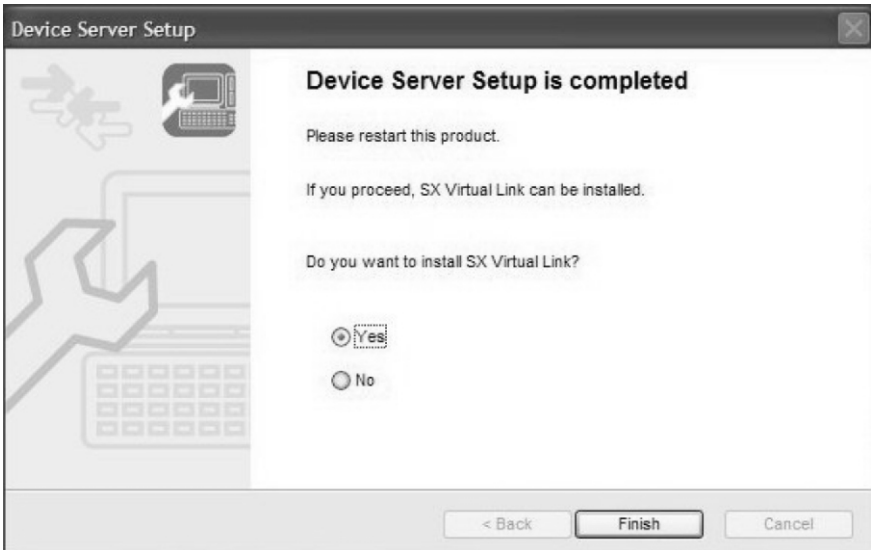 Device Server Setup
Device Server Setup is completed
Please restart this product.
If you proceed, SX Virtual Link can be installed.
Do you want to install SX Virtual Link?
Yes
No
< Back
Finish
Cancel